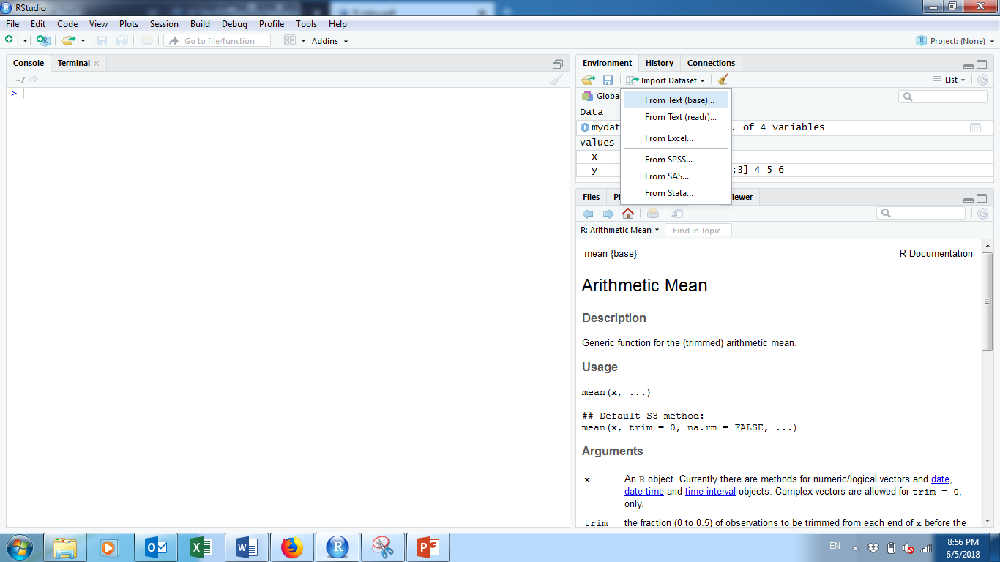 RStudio
File Edit Code View Plots Session Build Debug Profile Tools Help
Go to file/function Addins Project: (None)
Console Terminal
~/
>
Environment History Connections
Import Dataset List
Globa
From Text (base)...
From Text (readr)...
From Excel...
From SPSS...
From SAS...
From Stata...
Data
mydat . of 4 variables
Values
x
y :3] 4 5 6
Files Pl iewer
R: Arithmetic Mean Find in Topic
mean {base} R Documentation
Arithmetic Mean
Description
Generic function for the (trimmed) arithmetic mean.
Usage
mean(x, ...)
## Default S3 method:
mean(x, trim = 0, na.rm = FALSE, ...)
Arguments
x An R object. Currently there are methods for numeric/logical vectors and date,
date-time and time interval objects. Complex vectors are allowed for trim = 0,
only.
trim the fraction (0 to 0.5) of observations to be trimmed from each end of x before the
EN 8:56 PM
6/5/2018